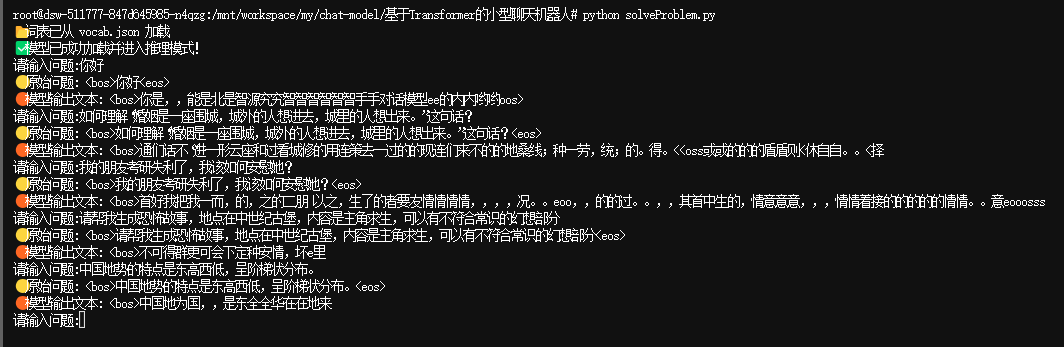 root@dsw-511777-847d645985-n4qzg:/mnt/workspace/my/chat-model/基于Transformer的小型聊天机器人# python solveProblem.py
词表已从 vocab.json 加载
模型已成功加载并进入推理模式!
请输入问题:你好
原始问题: <bos>你好<eos>
模型输出文本: <bos>你是，，能是北是智源究究智智智智智智手手对话模型ee的内内约约bos>
请输入问题:如何理解“婚姻是一座围城，城外的人想进去，城里的人想出来。”这句话？
原始问题: <bos>如何理解“婚姻是一座围城，城外的人想进去，城里的人想出来。”这句话？<eos>
模型输出文本: <bos>通们话不“进一形云座和过看城修的用连策去一过的的现连们来不的的地桑线；种一劳，统；的。得。<<oss或或的的的盾盾则休自自。。<择
请输入问题:我的朋友考研失利了，我该如何安慰她？
原始问题: <bos>我的朋友考研失利了，我该如何安慰她？<eos>
模型输出文本: <bos>首好我把我一而，的，之的二朋 以之，生了的者要友情情情情，，，，况。。eoo，，的的过。。，，其首中生的，情意意意，，，情情着接的的的的的情情。。意eooosss
请输入问题:请帮我生成恐怖故事，地点在中世纪古堡，内容是主角求生，可以有不符合常识的幻想部分
原始问题: <bos>请帮我生成恐怖故事，地点在中世纪古堡，内容是主角求生，可以有不符合常识的幻想部分<eos>
模型输出文本: <bos>不可得群更可会下定种安情，坏e里
请输入问题:中国地势的特点是东高西低，呈阶梯状分布。
原始问题: <bos>中国地势的特点是东高西低，呈阶梯状分布。<eos>
模型输出文本: <bos>中国地为国，，是东全全华在在地来
请输入问题: